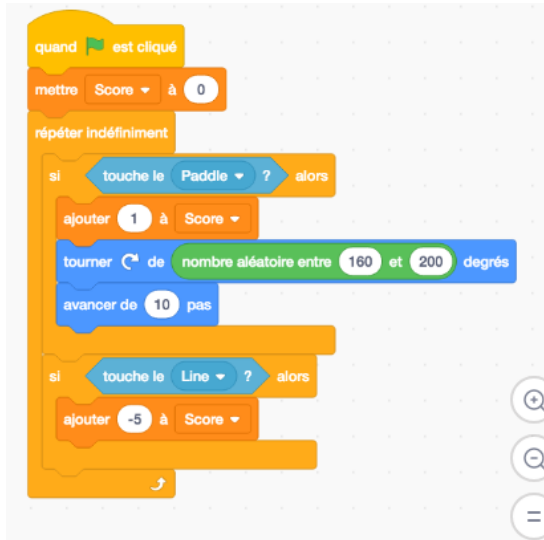 quand est cliqué
mettre Score à 0
répéter indéfiniment
si touche le Paddle ? alors
ajouter 1 à Score
tourner de nombre aléatoire entre 160 et 200 degrés
avancer de 10 pas
si touche le Line ? alors
ajouter -5 à Score